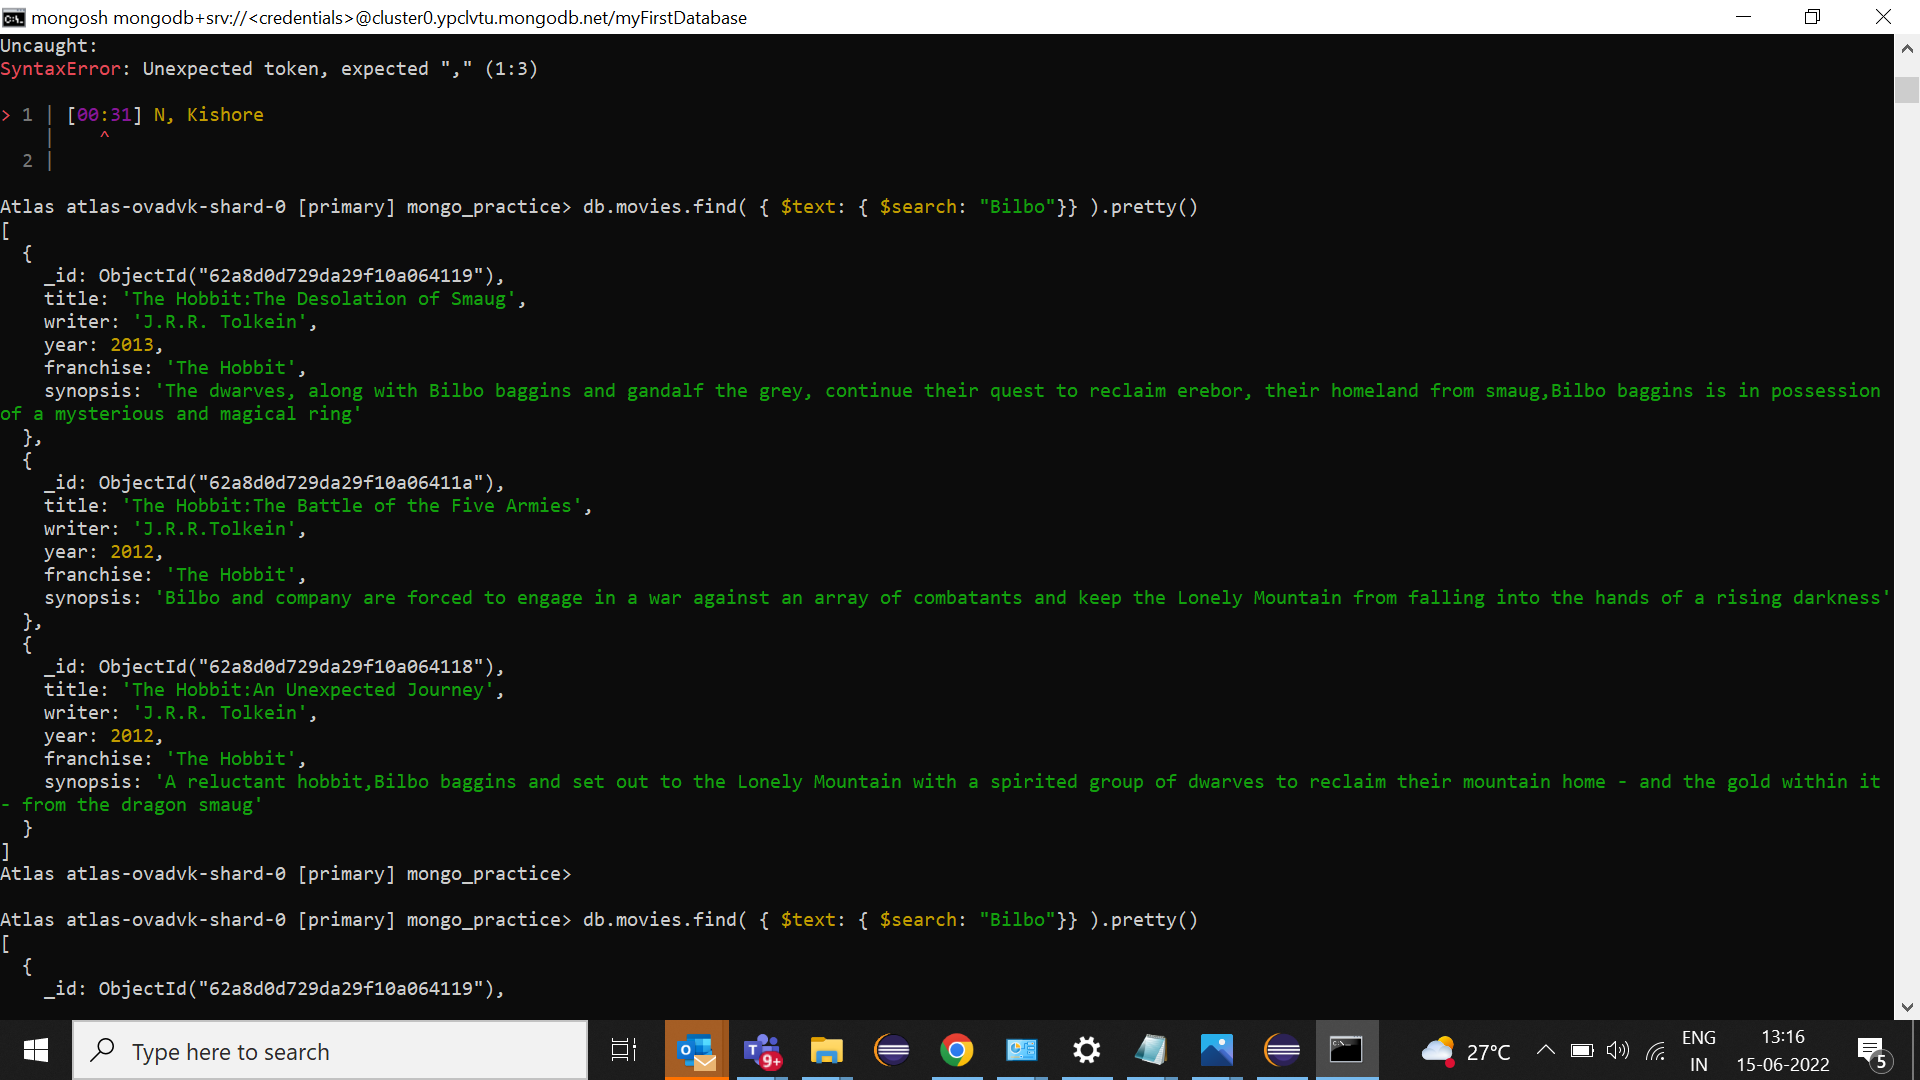 mongosh mongodb+srv://<credentials>@cluster0.ypclvtu.mongodb.net/myFirstDatabase
Uncaught:
SyntaxError: Unexpected token, expected "," (1:3)
> 1 | [00:31] N, Kishore
    |    ^
  2 |
Atlas atlas-ovadvk-shard-0 [primary] mongo_practice> db.movies.find( { $text: { $search: "Bilbo"}} ).pretty()
[
  {
    _id: ObjectId("62a8d0d729da29f10a064119"),
    title: 'The Hobbit:The Desolation of Smaug',
    writer: 'J.R.R. Tolkein',
    year: 2013,
    franchise: 'The Hobbit',
    synopsis: 'The dwarves, along with Bilbo baggins and gandalf the grey, continue their quest to reclaim erebor, their homeland from smaug,Bilbo baggins is in possession
of a mysterious and magical ring'
  },
  {
    _id: ObjectId("62a8d0d729da29f10a06411a"),
    title: 'The Hobbit:The Battle of the Five Armies',
    writer: 'J.R.R.Tolkein',
    year: 2012,
    franchise: 'The Hobbit',
    synopsis: 'Bilbo and company are forced to engage in a war against an array of combatants and keep the Lonely Mountain from falling into the hands of a rising darkness'
  },
  {
    _id: ObjectId("62a8d0d729da29f10a064118"),
    title: 'The Hobbit:An Unexpected Journey',
    writer: 'J.R.R. Tolkein',
    year: 2012,
    franchise: 'The Hobbit',
    synopsis: 'A reluctant hobbit,Bilbo baggins and set out to the Lonely Mountain with a spirited group of dwarves to reclaim their mountain home - and the gold within it
- from the dragon smaug'
  }
]
Atlas atlas-ovadvk-shard-0 [primary] mongo_practice>
Atlas atlas-ovadvk-shard-0 [primary] mongo_practice> db.movies.find( { $text: { $search: "Bilbo"}} ).pretty()
[
  {
    _id: ObjectId("62a8d0d729da29f10a064119"),
Type here to search
9+
27°C
ENG
IN
13:16
15-06-2022
5